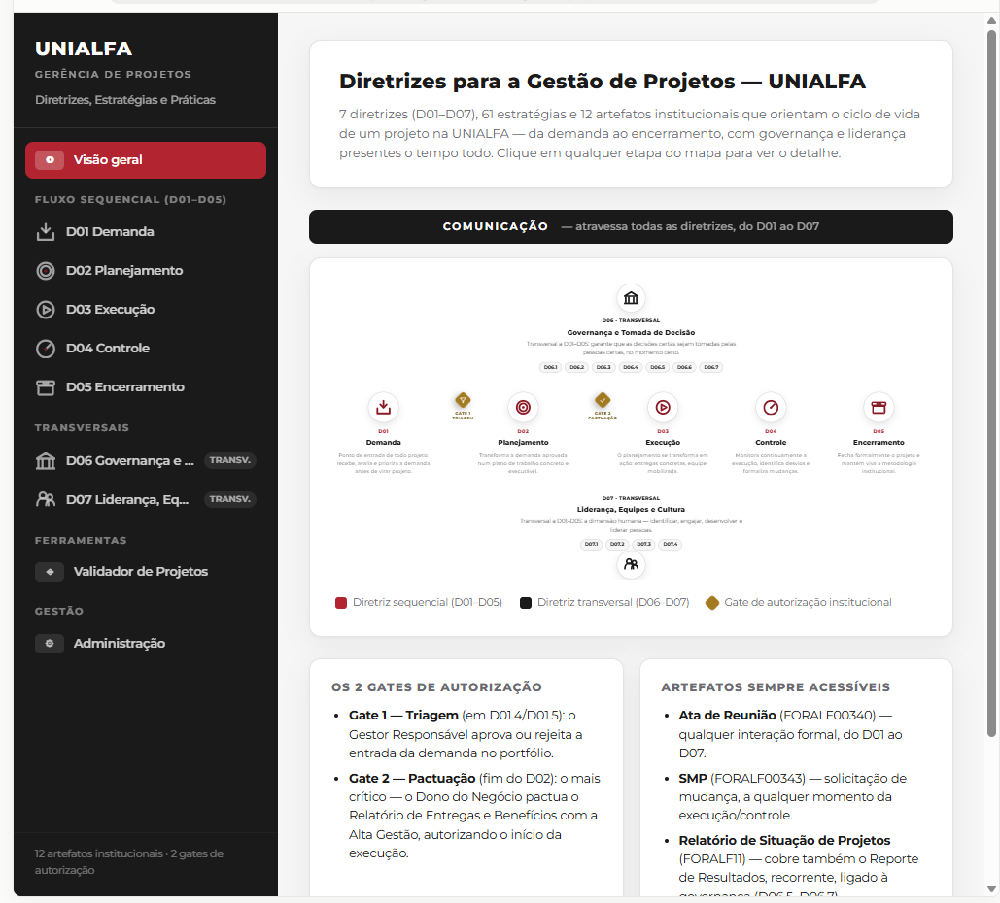 UNIALFA
GERÊNCIA DE PROJETOS
Diretrizes, Estratégias e Práticas
Visão geral
FLUXO SEQUENCIAL (D01–D05)
D01 Demanda
D02 Planejamento
D03 Execução
D04 Controle
D05 Encerramento
TRANSVERSAIS
D06 Governança e ... TRANSV.
D07 Liderança, Eq... TRANSV.
FERRAMENTAS
Validador de Projetos
GESTÃO
Administração
12 artefatos institucionais · 2 gates de
autorização
Diretrizes para a Gestão de Projetos — UNIALFA
7 diretrizes (D01–D07), 61 estratégias e 12 artefatos institucionais que orientam o ciclo de vida
de um projeto na UNIALFA — da demanda ao encerramento, com governança e liderança
presentes o tempo todo. Clique em qualquer etapa do mapa para ver o detalhe.
COMUNICAÇÃO — atravessa todas as diretrizes, do D01 ao D07
D06 · TRANSVERSAL
Governança e Tomada de Decisão
Transversal a D01–D05: garante que as decisões certas sejam tomadas pelas
pessoas certas, no momento certo.
D06.1 D06.2 D06.3 D06.4 D06.5 D06.6 D06.7
GATE 1
TRIAGEM
GATE 2
PACTUAÇÃO
D01
Demanda
Ponto de entrada de todo projeto:
recebe, avalia e prioriza a demanda
antes de virar projeto.
D02
Planejamento
Transforma a demanda aprovada
num plano de trabalho concreto e
executável.
D03
Execução
O planejamento se transforma em
ação: entregas concretas, equipe
mobilizada.
D04
Controle
Monitora continuamente a
execução, identifica desvios e
formaliza mudanças.
D05
Encerramento
Fecha formalmente o projeto e
mantém viva a metodologia
institucional.
D07 · TRANSVERSAL
Liderança, Equipes e Cultura
Transversal a D01–D05: a dimensão humana — identificar, engajar, desenvolver e
liderar pessoas.
D07.1 D07.2 D07.3 D07.4
Diretriz sequencial (D01–D05) Diretriz transversal (D06–D07) Gate de autorização institucional
OS 2 GATES DE AUTORIZAÇÃO
• Gate 1 — Triagem (em D01.4/D01.5): o
Gestor Responsável aprova ou rejeita a
entrada da demanda no portfólio.
• Gate 2 — Pactuação (fim do D02): o mais
crítico — o Dono do Negócio pactua o
Relatório de Entregas e Benefícios com a
Alta Gestão, autorizando o início da
execução.
ARTEFATOS SEMPRE ACESSÍVEIS
• Ata de Reunião (FORALF00340) —
qualquer interação formal, do D01 ao
D07.
• SMP (FORALF00343) — solicitação de
mudança, a qualquer momento da
execução/controle.
• Relatório de Situação de Projetos
(FORALF11) — cobre também o Reporte
de Resultados, recorrente, ligado à
governança (D06.5–D06.7).